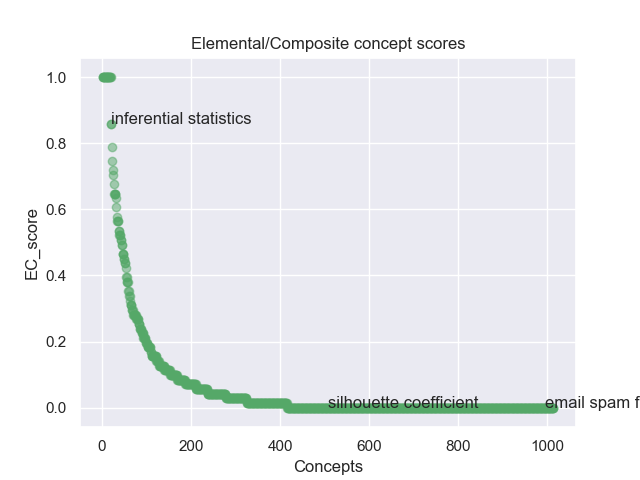 Elemental/Composite concept scores
EC_score
1.0
0.8
0.6
0.4
0.2
0.0
inferential statistics
silhouette coefficient
email spam f
0 200 400 600 800 1000
Concepts